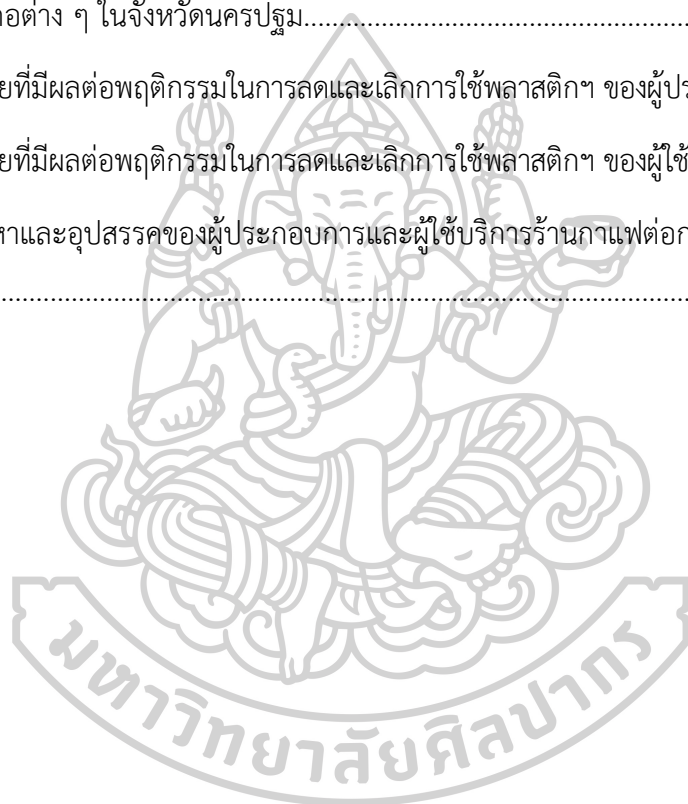 ต่าง ๆ ในจังหวัดนครปฐม
ที่มีผลต่อพฤติกรรมในการลดและเลิกการใช้พลาสติกฯ ของผู้ประ
ที่มีผลต่อพฤติกรรมในการลดและเลิกการใช้พลาสติกฯ ของผู้ใช้
และอุปสรรคของผู้ประกอบการและผู้ใช้บริการร้านกาแฟต่อ
มหาวิทยาลัยศิลปากร